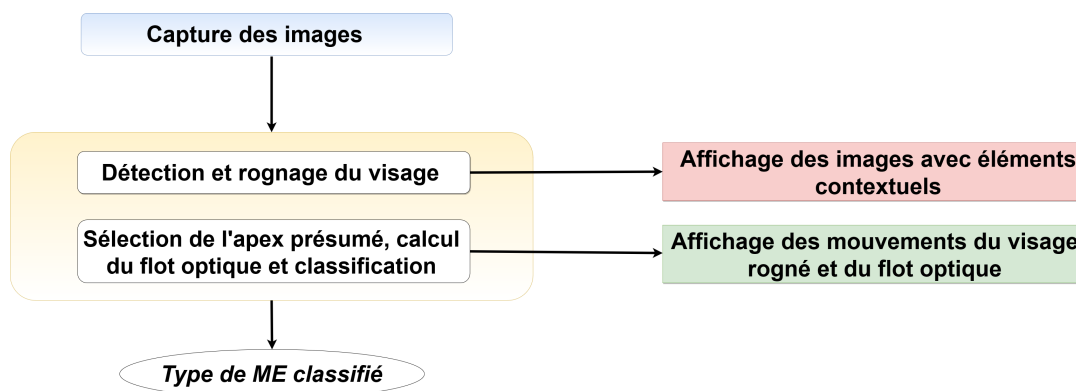 Capture des images
Détection et rognage du visage
Affichage des images avec éléments
contextuels
Sélection de l'apex présumé, calcul
du flot optique et classification
Affichage des mouvements du visage
rogné et du flot optique
Type de ME classifié